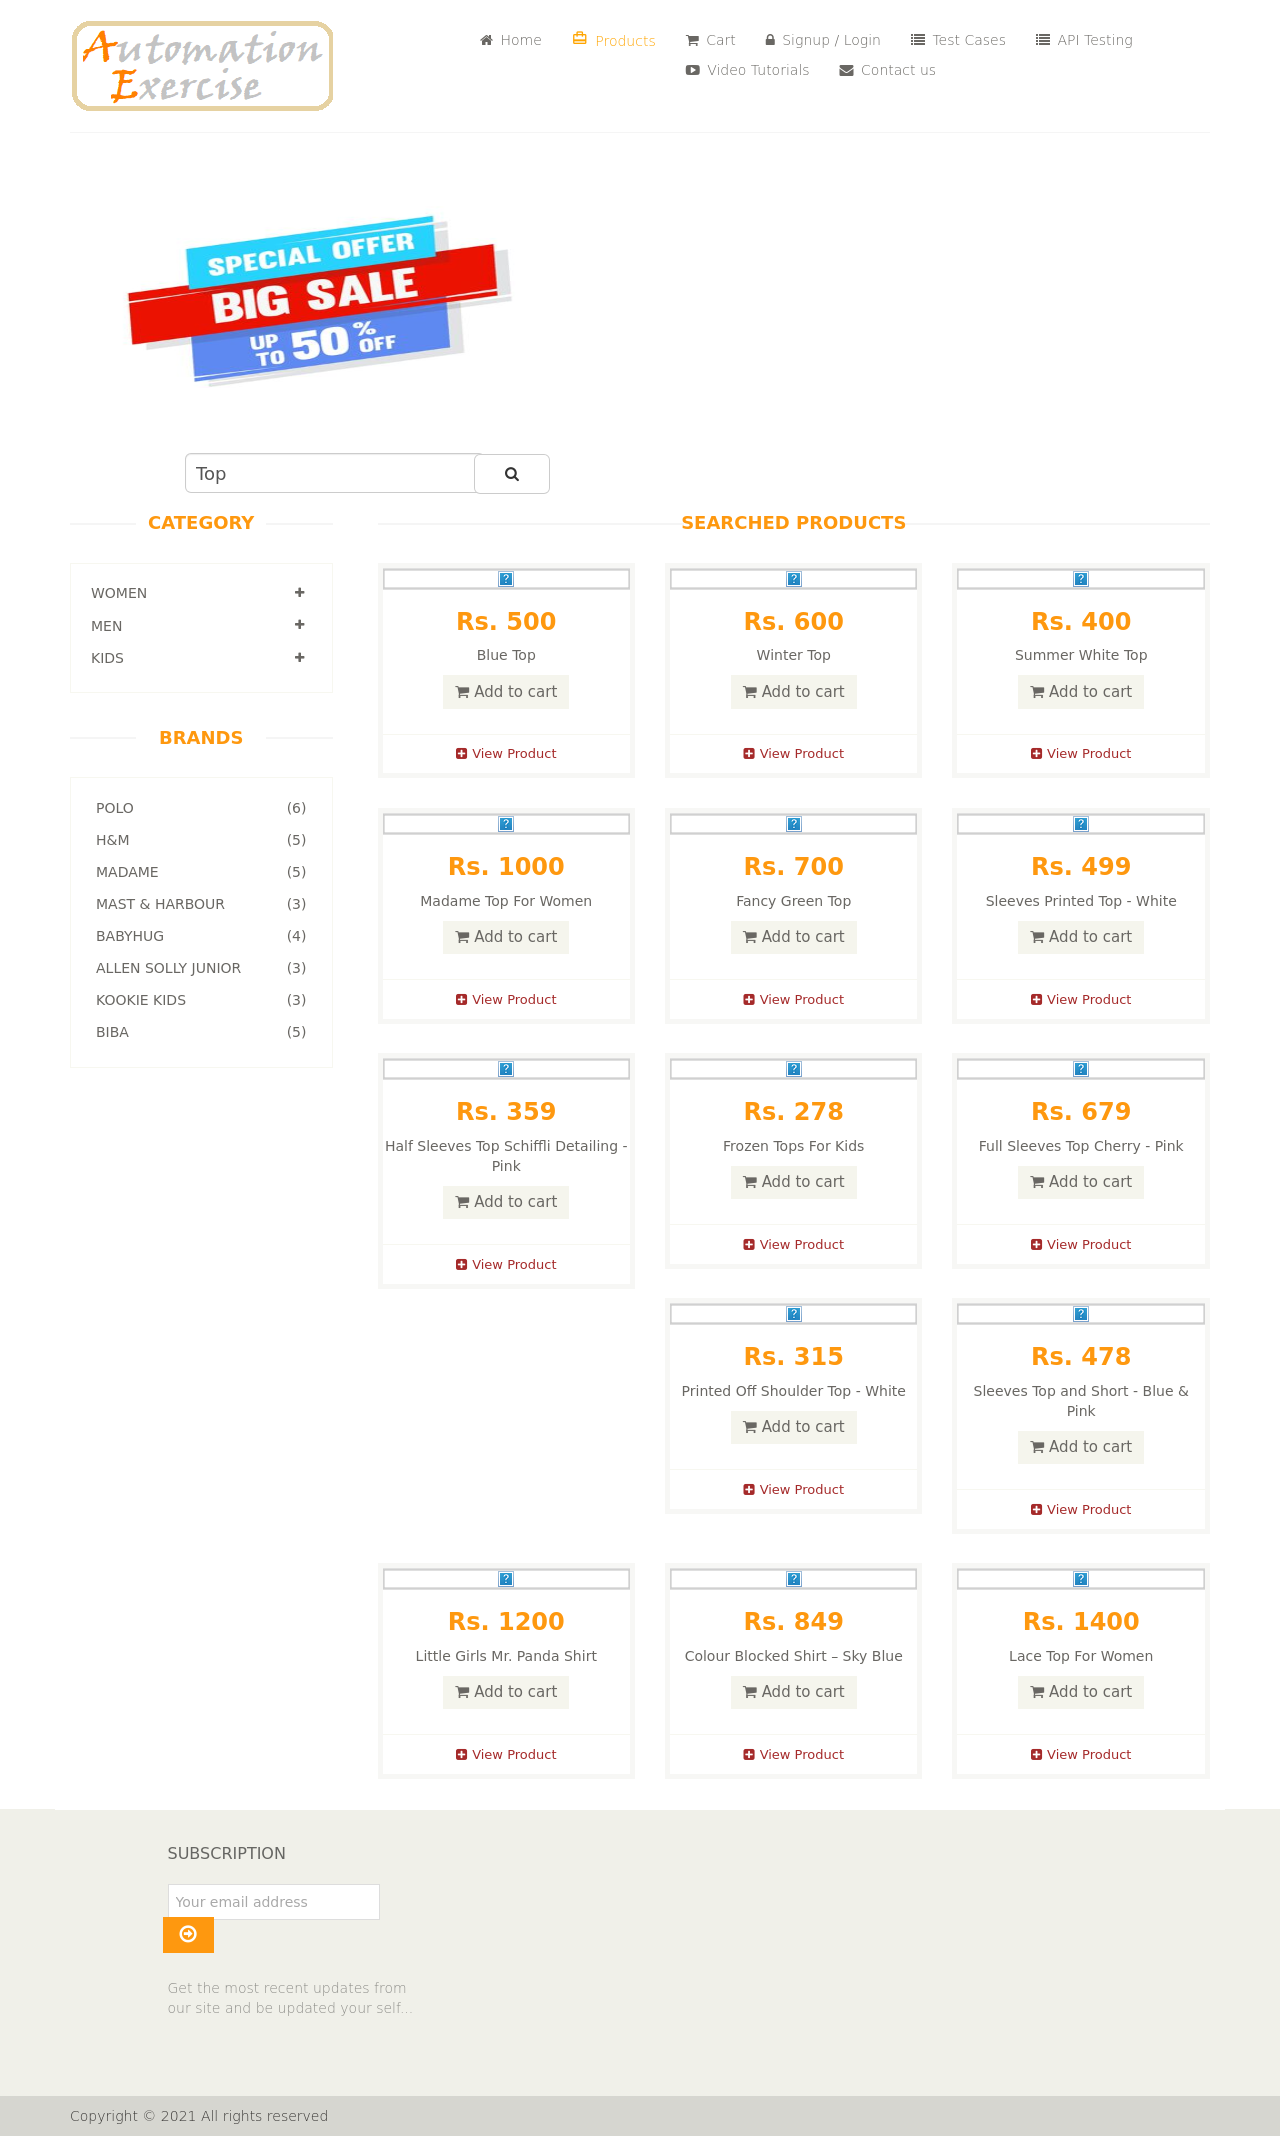 Automation
Exercise
Home
Products
Cart
Signup / Login
Test Cases
API Testing
Video Tutorials
Contact us
SPECIAL OFFER
BIG SALE
UP TO 50% OFF
Top
CATEGORY
WOMEN
MEN
KIDS
BRANDS
POLO (6)
H&M (5)
MADAME (5)
MAST & HARBOUR (3)
BABYHUG (4)
ALLEN SOLLY JUNIOR (3)
KOOKIE KIDS (3)
BIBA (5)
SEARCHED PRODUCTS
Rs. 500
Blue Top
Add to cart
View Product
Rs. 600
Winter Top
Add to cart
View Product
Rs. 400
Summer White Top
Add to cart
View Product
Rs. 1000
Madame Top For Women
Add to cart
View Product
Rs. 700
Fancy Green Top
Add to cart
View Product
Rs. 499
Sleeves Printed Top - White
Add to cart
View Product
Rs. 359
Half Sleeves Top Schiffli Detailing -
Pink
Add to cart
View Product
Rs. 278
Frozen Tops For Kids
Add to cart
View Product
Rs. 679
Full Sleeves Top Cherry - Pink
Add to cart
View Product
Rs. 315
Printed Off Shoulder Top - White
Add to cart
View Product
Rs. 478
Sleeves Top and Short - Blue &
Pink
Add to cart
View Product
Rs. 1200
Little Girls Mr. Panda Shirt
Add to cart
View Product
Rs. 849
Colour Blocked Shirt – Sky Blue
Add to cart
View Product
Rs. 1400
Lace Top For Women
Add to cart
View Product
SUBSCRIPTION
Your email address
Get the most recent updates from
our site and be updated your self...
Copyright © 2021 All rights reserved